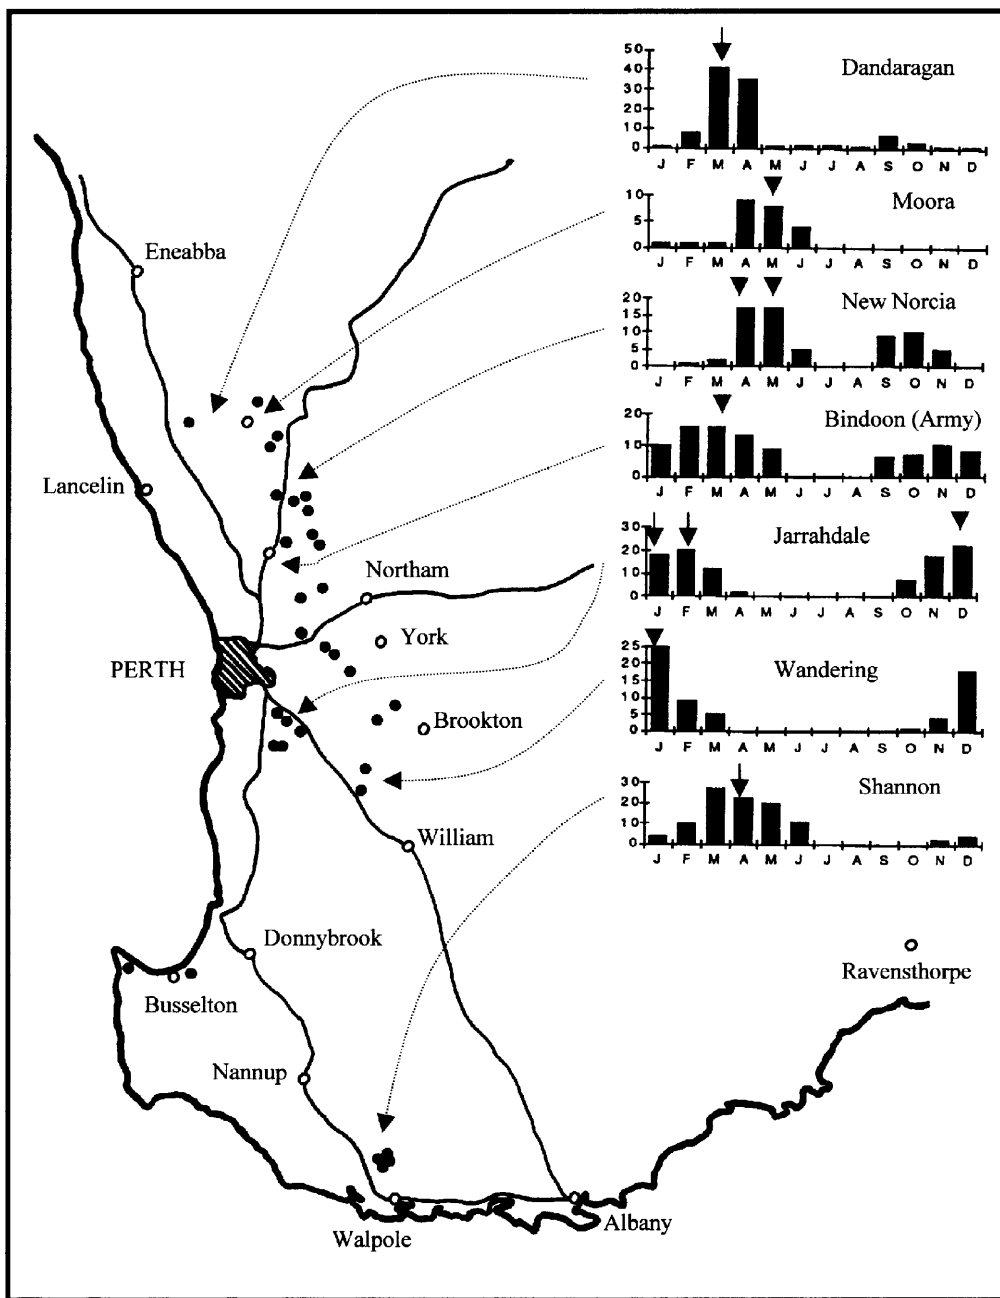 Dandaragan
50
40
30
20
10
0
J F M A M J J A S O N D
Moora
10
5
0
J F M A M J J A S O N D
New Norcia
20
15
10
5
0
J F M A M J J A S O N D
Bindoon (Army)
20
10
0
J F M A M J J A S O N D
Jarrahdale
30
20
10
0
J F M A M J J A S O N D
Wandering
25
20
15
10
5
0
J F M A M J J A S O N D
Shannon
30
20
10
0
J F M A M J J A S O N D
Eneabba
Lancelin
Northam
York
PERTH
Brookton
William
Donnybrook
Busselton
Ravensthorpe
Nannup
Walpole
Albany